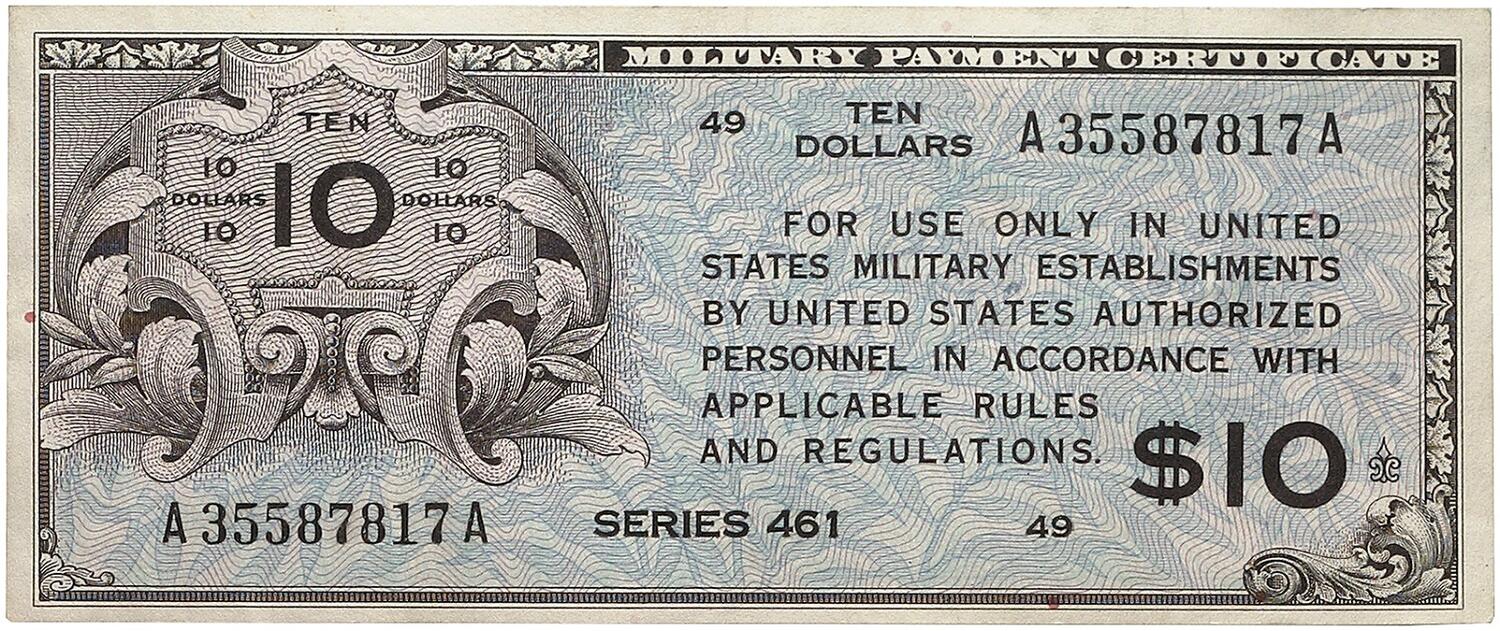 MILITARY PAYMENT CERTIFICATE
TEN
10 10
DOLLARS 10 DOLLARS
10 10
49 TEN DOLLARS A35587817A
FOR USE ONLY IN UNITED
STATES MILITARY ESTABLISHMENTS
BY UNITED STATES AUTHORIZED
PERSONNEL IN ACCORDANCE WITH
APPLICABLE RULES
AND REGULATIONS.
$10
A35587817A SERIES 461 49